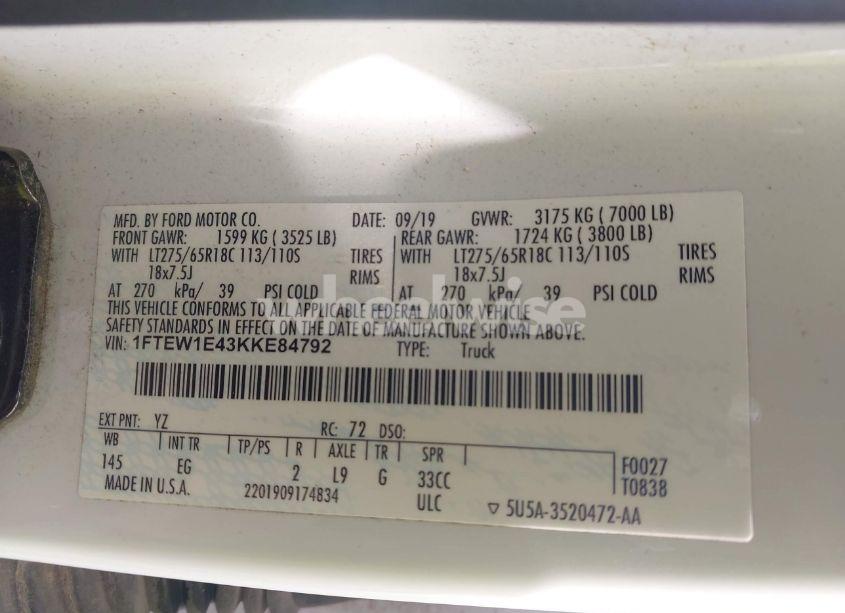 MFD. BY FORD MOTOR CO. DATE: 09/19 GVWR: 3175 KG ( 7000 LB)
FRONT GAWR: 1599 KG ( 3525 LB) REAR GAWR: 1724 KG ( 3800 LB)
WITH LT275/65R18C 113/110S TIRES WITH LT275/65R18C 113/110S TIRES
18x7.5J RIMS 18x7.5J RIMS
AT 270 kPa/ 39 PSI COLD AT 270 kPa/ 39 PSI COLD
THIS VEHICLE CONFORMS TO ALL APPLICABLE FEDERAL MOTOR VEHICLE
SAFETY STANDARDS IN EFFECT ON THE DATE OF MANUFACTURE SHOWN ABOVE.
VIN: 1FTEW1E43KKE84792 TYPE: Truck
EXT PNT: YZ RC: 72 DSO:
WB INT TR TP/PS R AXLE TR SPR
145 EG 2 L9 G 33CC F0027
MADE IN U.S.A. 2201909174834 ULC T0838
▽ 5U5A-3520472-AA